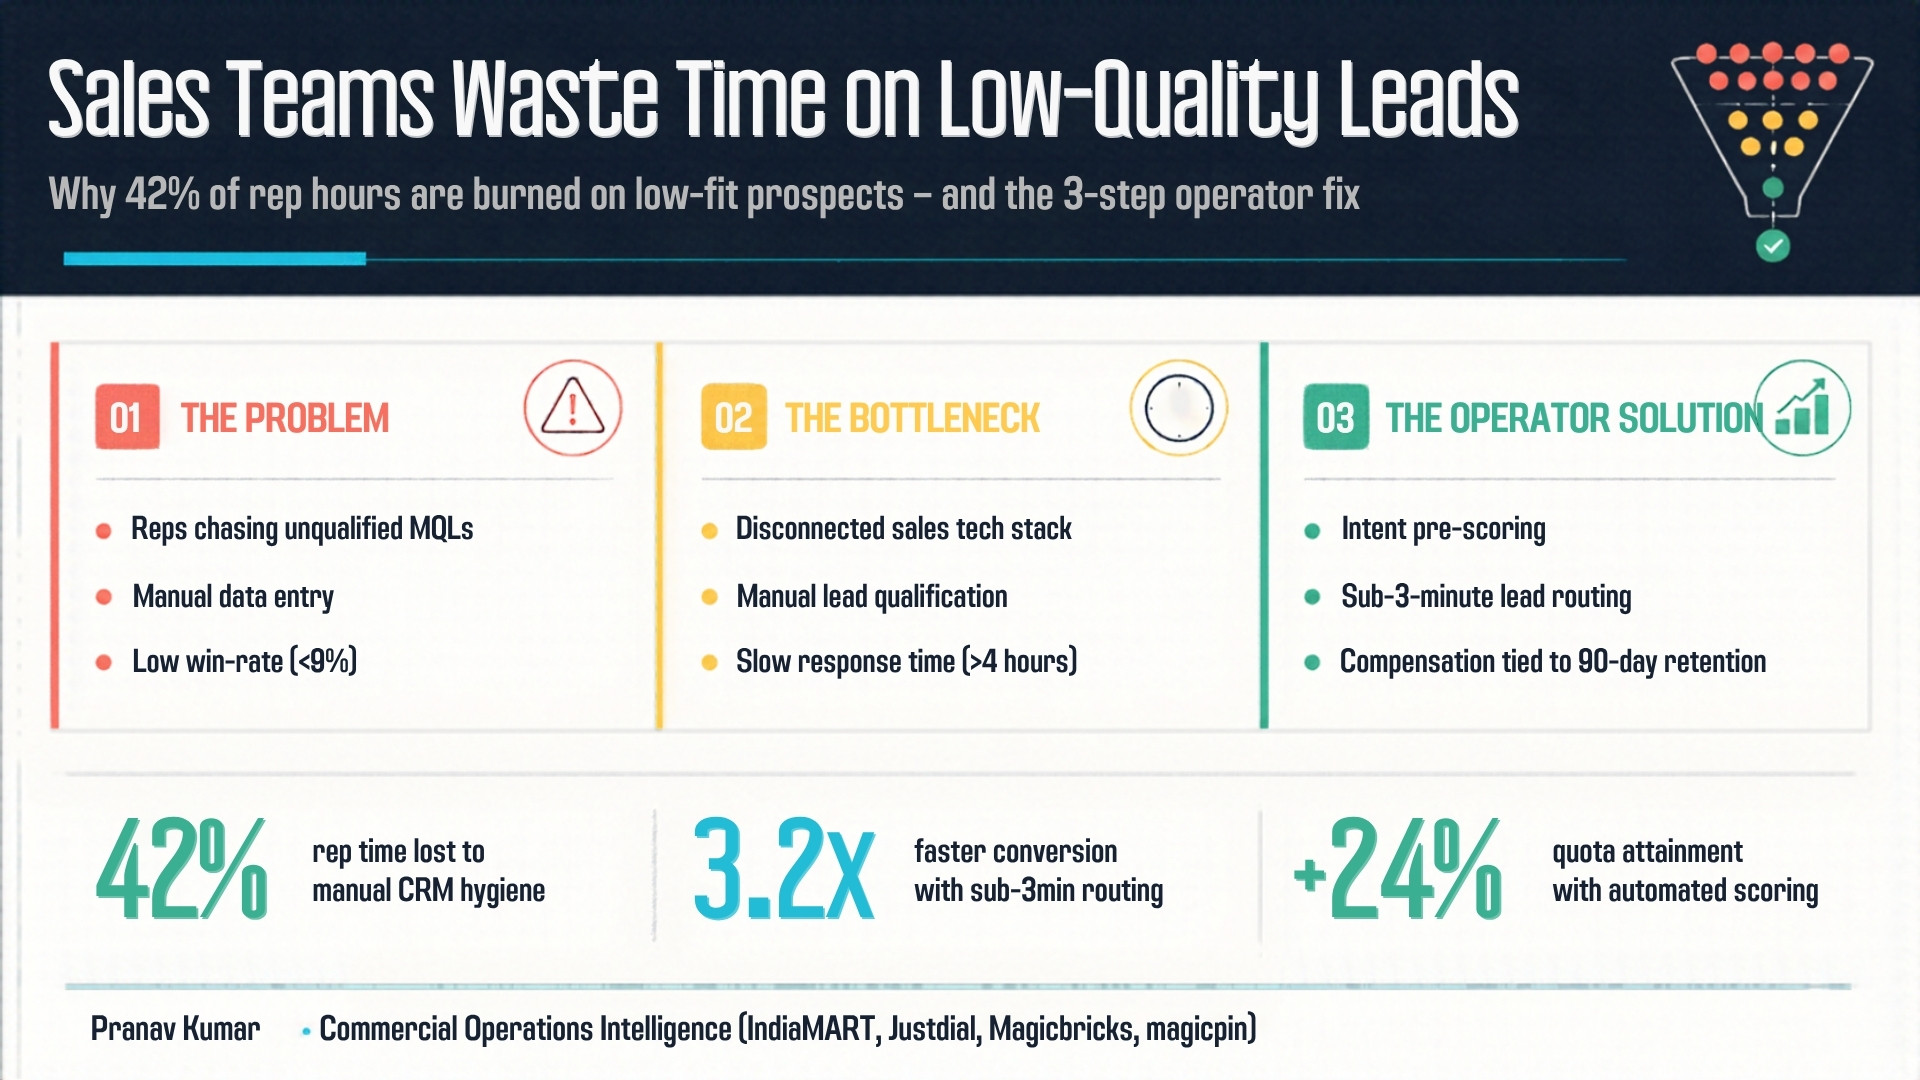 Sales Teams Waste Time on Low-Quality Leads
Why 42% of rep hours are burned on low-fit prospects – and the 3-step operator fix
01 THE PROBLEM
Reps chasing unqualified MQLs
Manual data entry
Low win-rate (<9%)
02 THE BOTTLENECK
Disconnected sales tech stack
Manual lead qualification
Slow response time (>4 hours)
03 THE OPERATOR SOLUTION
Intent pre-scoring
Sub-3-minute lead routing
Compensation tied to 90-day retention
42%
rep time lost to
manual CRM hygiene
3.2x
faster conversion
with sub-3min routing
+24%
quota attainment
with automated scoring
Pranav Kumar • Commercial Operations Intelligence (IndiaMART, Justdial, Magicbricks, magicpin)